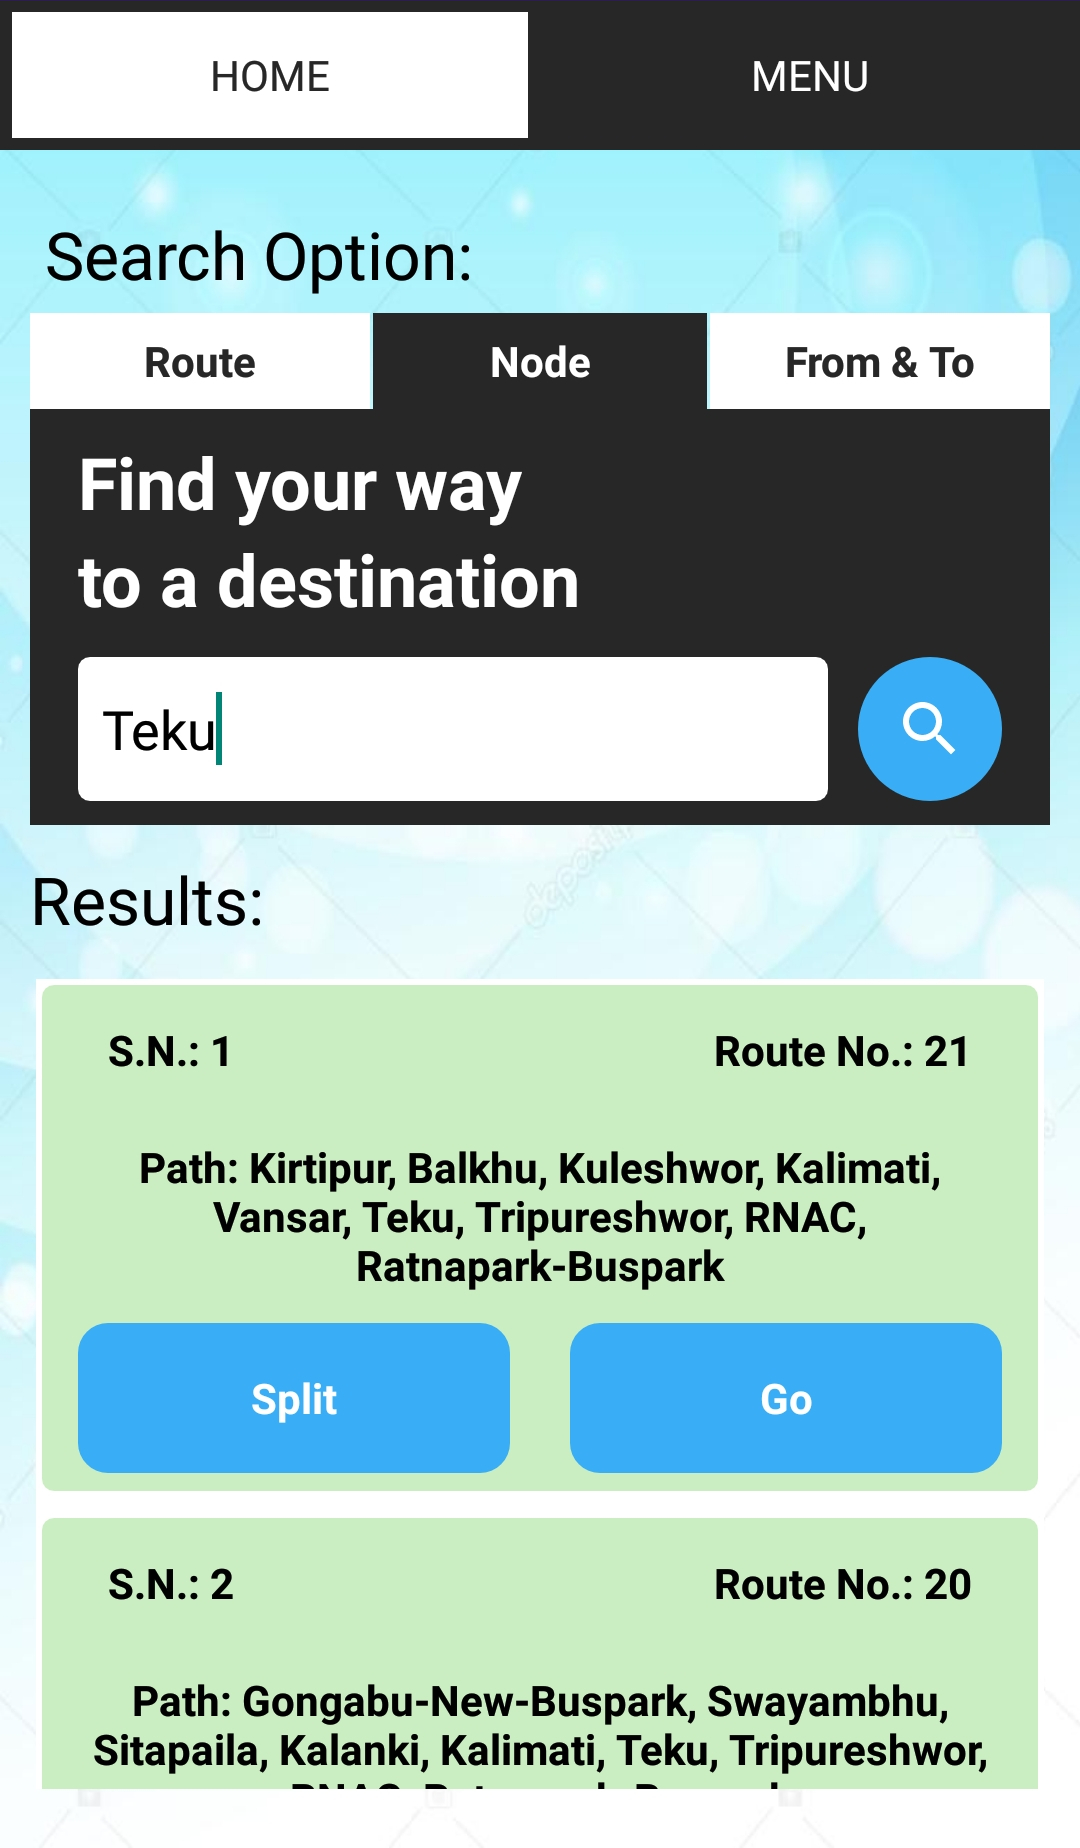 HOME
MENU
Search Option:
Route
Node
From & To
Find your way
to a destination
Teku
deposit
Results:
S.N.: 1
Route No.: 21
Path: Kirtipur, Balkhu, Kuleshwor, Kalimati,
Vansar, Teku, Tripureshwor, RNAC,
Ratnapark-Buspark
Split
Go
S.N.: 2
Route No.: 20
Path: Gongabu-New-Buspark, Swayambhu,
Sitapaila, Kalanki, Kalimati, Teku, Tripureshwor,